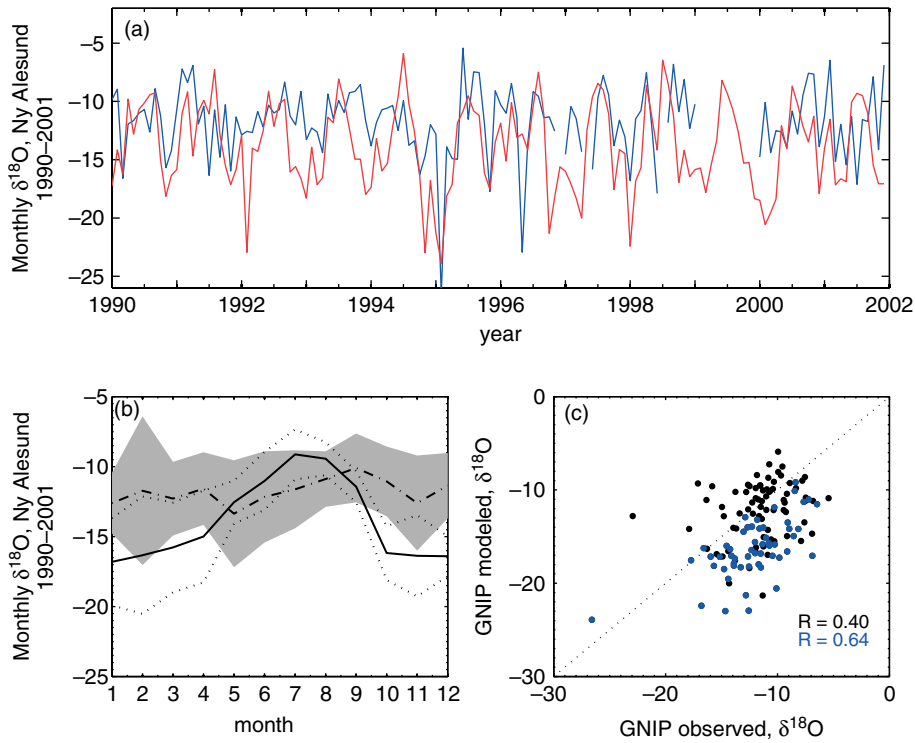 (a)
Monthly δ18O, Ny Alesund
1990–2001
−5
−10
−15
−20
−25
1990
1992
1994
1996
1998
2000
2002
year
(b)
Monthly δ18O, Ny Alesund
1990–2001
−5
−10
−15
−20
−25
1 2 3 4 5 6 7 8 9 10 11 12
month
(c)
GNIP modeled, δ18O
0
−10
−20
−30
R = 0.40
R = 0.64
−30
−20
−10
0
GNIP observed, δ18O